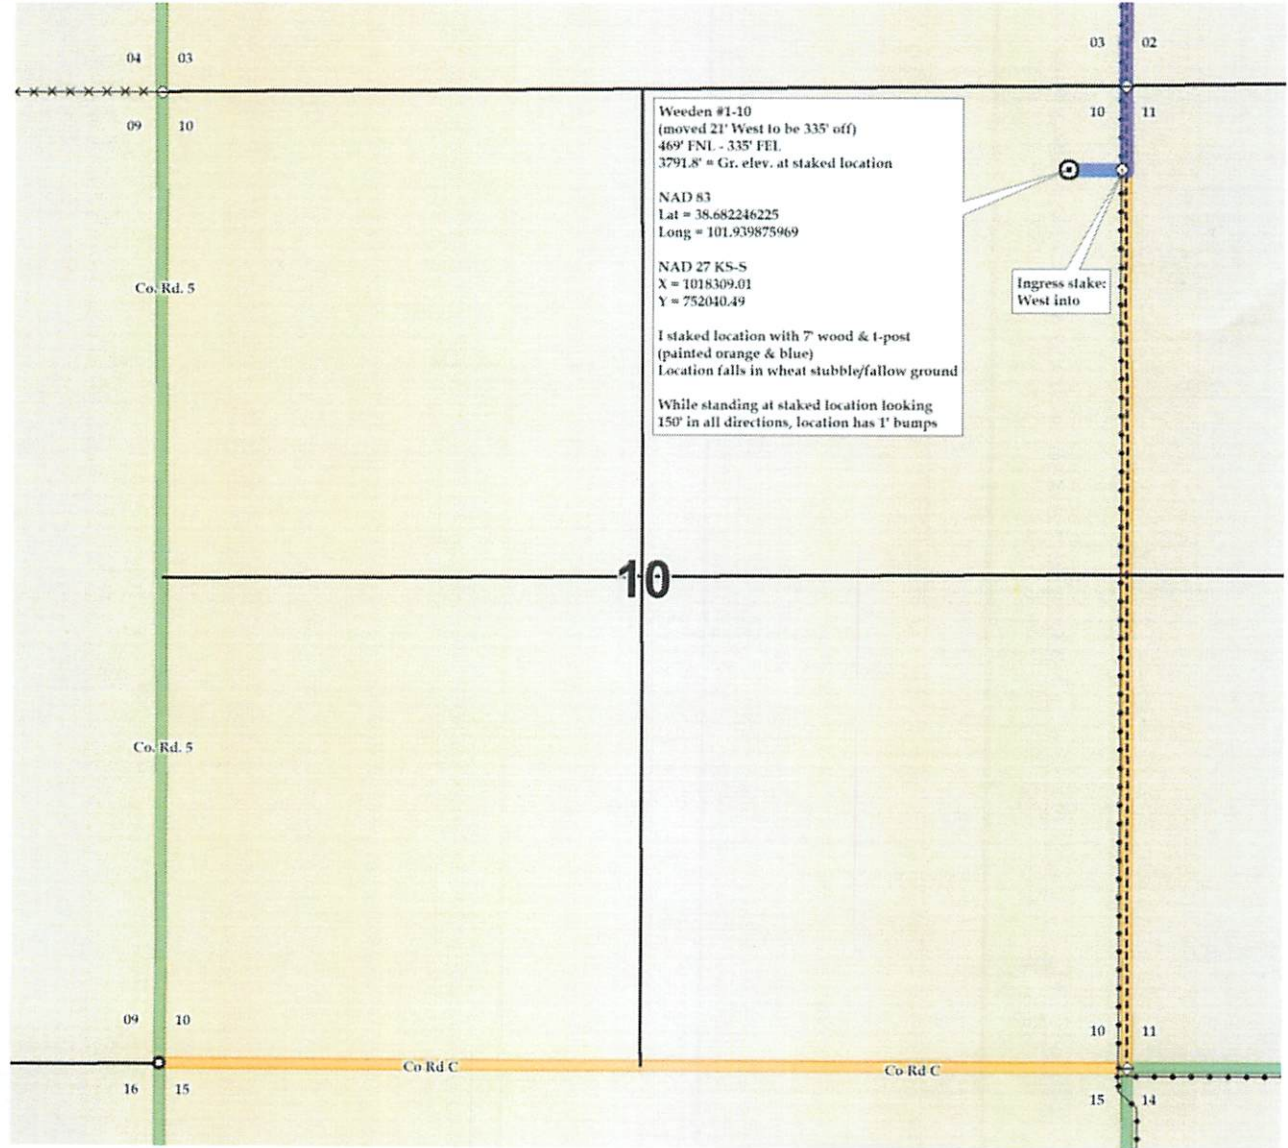 04 03
03 02
09 10
10 11
Weeden #1-10
(moved 21' West to be 335' off)
469' FNL - 335' FEL
3791.8' = Gr. elev. at staked location
NAD 83
Lat = 38.682246225
Long = 101.939875969
NAD 27 KS-S
X = 1018309.01
Y = 752040.49
I staked location with 7' wood & t-post
(painted orange & blue)
Location falls in wheat stubble/fallow ground
While standing at staked location looking
150' in all directions, location has 1' bumps
Ingress stake:
West into
Co. Rd. 5
10
Co. Rd. 5
09 10
10 11
Co Rd C
Co Rd C
16 15
15 14